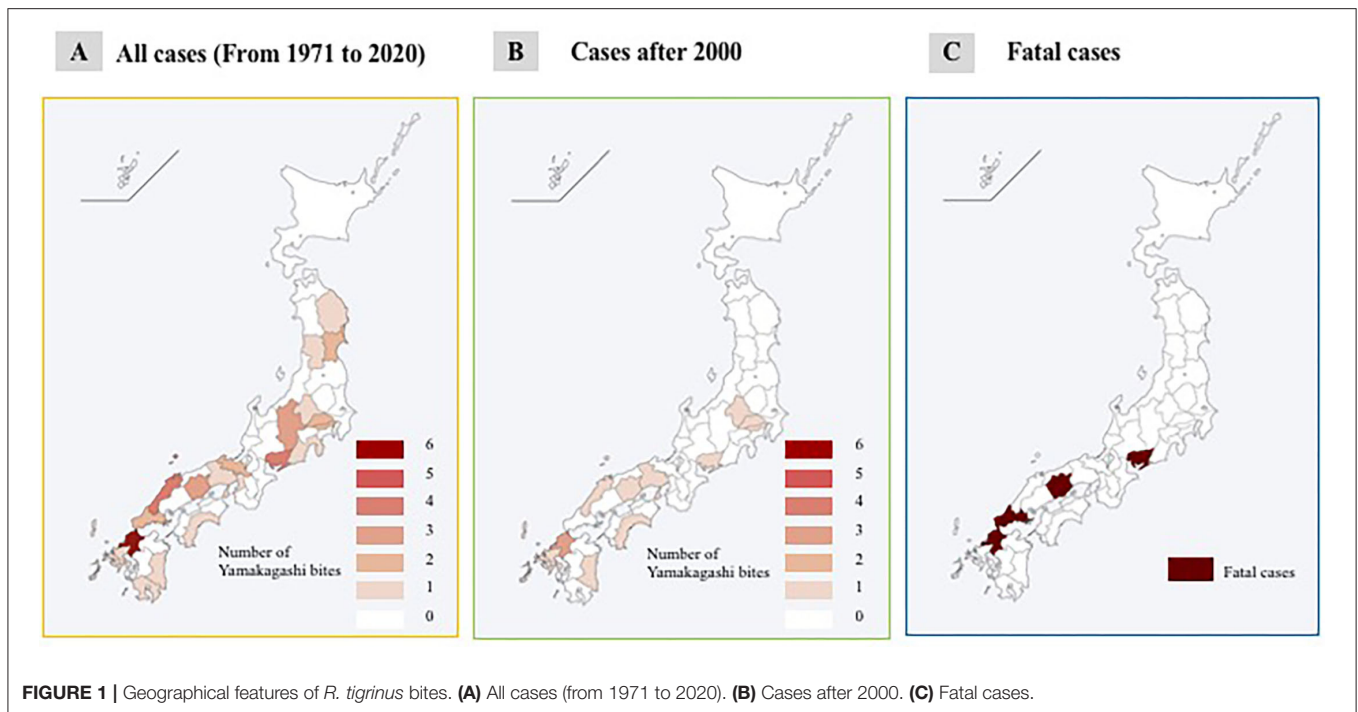 A All cases (From 1971 to 2020)
B Cases after 2000
C Fatal cases
6
5
4
3
2
1
0
Number of
Yamakagashi bites
6
5
4
3
2
1
0
Number of
Yamakagashi bites
Fatal cases
FIGURE 1 | Geographical features of R. tigrinus bites. (A) All cases (from 1971 to 2020). (B) Cases after 2000. (C) Fatal cases.